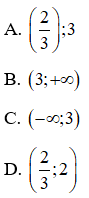 A. (2/3);3
B. (3;+∞)
C. (−∞;3)
D. (2/3;2)